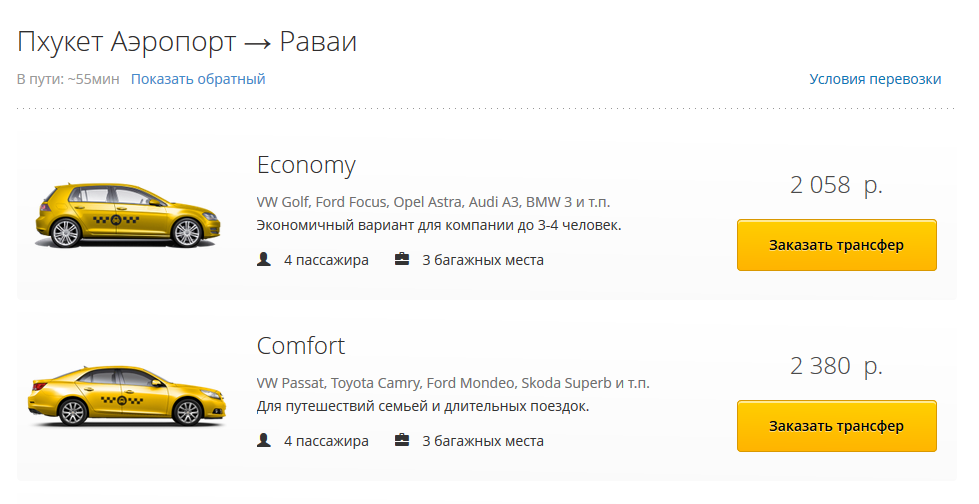 Пхукет Аэропорт → Раваи
В пути: ~55мин Показать обратный Условия перевозки
Economy
VW Golf, Ford Focus, Opel Astra, Audi A3, BMW 3 и т.п.
Экономичный вариант для компании до 3-4 человек.
4 пассажира 3 багажных места
2 058 р.
Заказать трансфер
Comfort
VW Passat, Toyota Camry, Ford Mondeo, Skoda Superb и т.п.
Для путешествий семьей и длительных поездок.
4 пассажира 3 багажных места
2 380 р.
Заказать трансфер